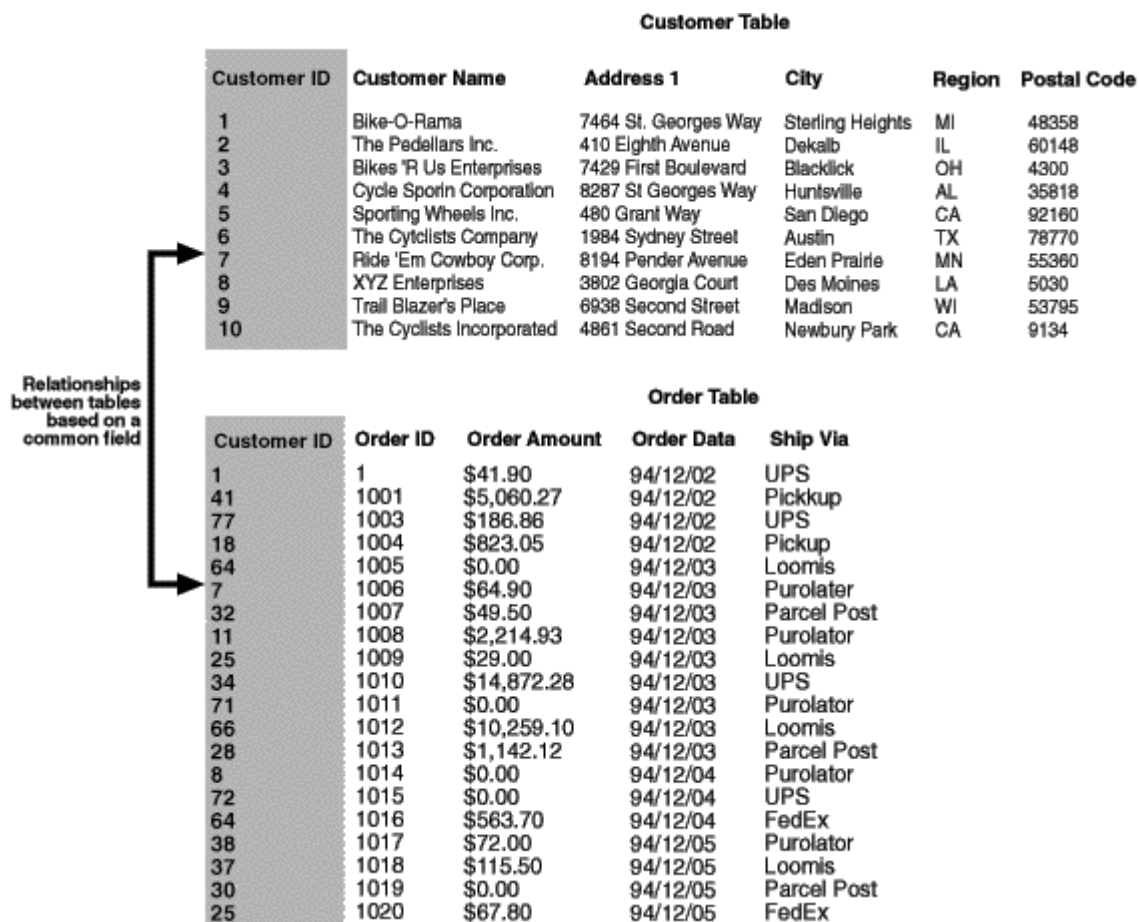 Customer Table
Customer ID Customer Name Address 1 City Region Postal Code
1 Bike-O-Rama 7464 St. Georges Way Sterling Heights MI 48358
2 The Pedellars Inc. 410 Eighth Avenue Dekalb IL 60148
3 Bikes 'R Us Enterprises 7429 First Boulevard Blacklick OH 4300
4 Cycle Sporin Corporation 8287 St Georges Way Huntsville AL 35818
5 Sporting Wheels Inc. 480 Grant Way San Diego CA 92160
6 The Cytclists Company 1984 Sydney Street Austin TX 78770
7 Ride 'Em Cowboy Corp. 8194 Pender Avenue Eden Prairie MN 55360
8 XYZ Enterprises 3802 Georgia Court Des Moines LA 5030
9 Trail Blazer's Place 6938 Second Street Madison WI 53795
10 The Cyclists Incorporated 4861 Second Road Newbury Park CA 9134
Relationships
between tables
based on a
common field
Order Table
Customer ID Order ID Order Amount Order Data Ship Via
1 1 $41.90 94/12/02 UPS
41 1001 $5,060.27 94/12/02 Pickkup
77 1003 $186.86 94/12/02 UPS
18 1004 $823.05 94/12/02 Pickup
64 1005 $0.00 94/12/03 Loomis
7 1006 $64.90 94/12/03 Purolater
32 1007 $49.50 94/12/03 Parcel Post
11 1008 $2,214.93 94/12/03 Purolator
25 1009 $29.00 94/12/03 Loomis
34 1010 $14,872.28 94/12/03 UPS
71 1011 $0.00 94/12/03 Purolator
66 1012 $10,259.10 94/12/03 Loomis
28 1013 $1,142.12 94/12/03 Parcel Post
8 1014 $0.00 94/12/04 Purolator
72 1015 $0.00 94/12/04 UPS
64 1016 $563.70 94/12/04 FedEx
38 1017 $72.00 94/12/05 Purolator
37 1018 $115.50 94/12/05 Loomis
30 1019 $0.00 94/12/05 Parcel Post
25 1020 $67.80 94/12/05 FedEx